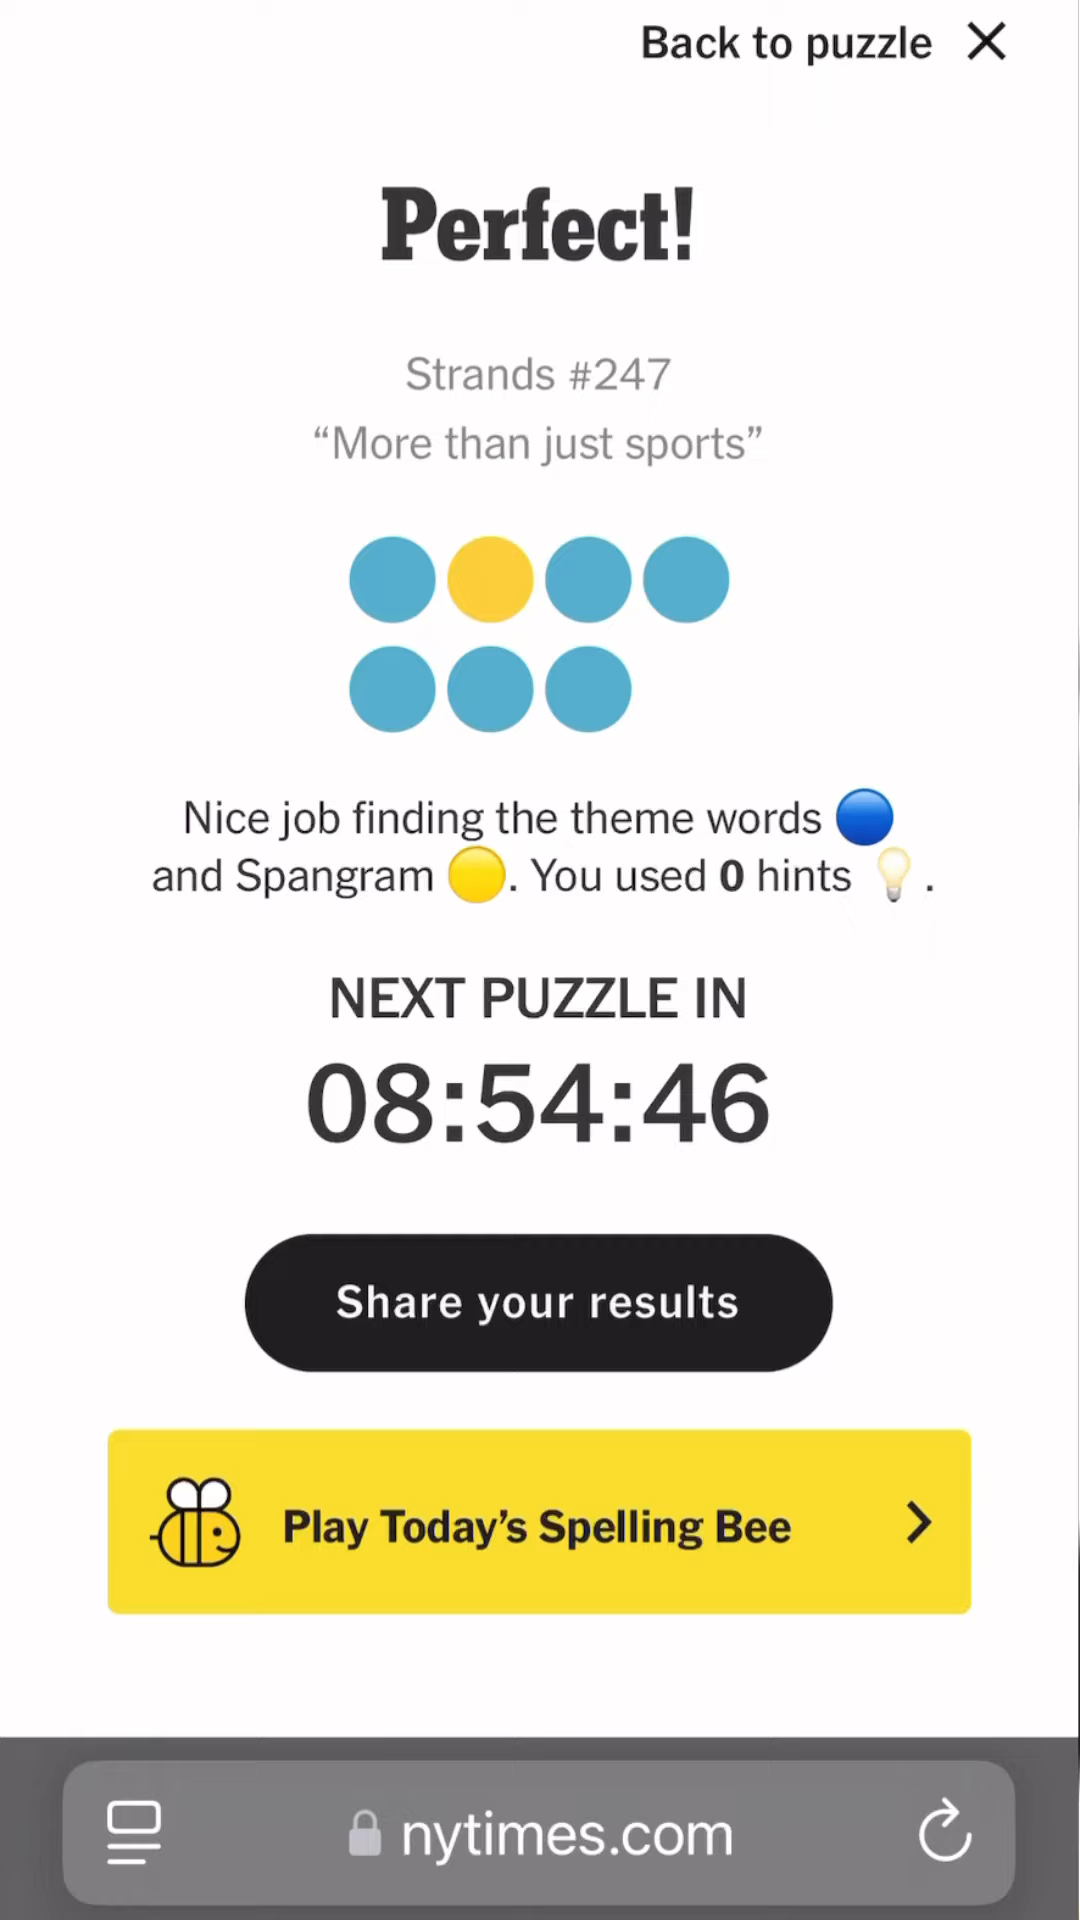 Back to puzzle
Perfect!
Strands #247
“More than just sports”
Nice job finding the theme words
and Spangram . You used 0 hints .
NEXT PUZZLE IN
08:54:46
Share your results
Play Today’s Spelling Bee
nytimes.com